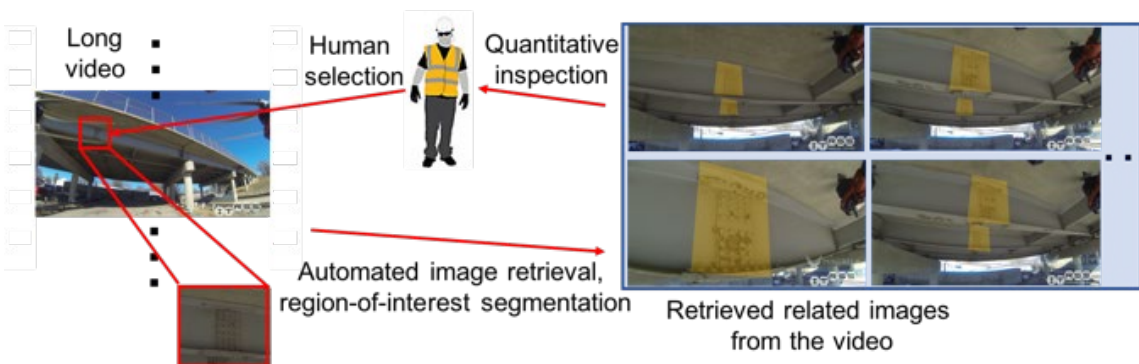 Long
video
Human
selection
Quantitative
inspection
Automated image retrieval,
region-of-interest segmentation
Retrieved related images
from the video